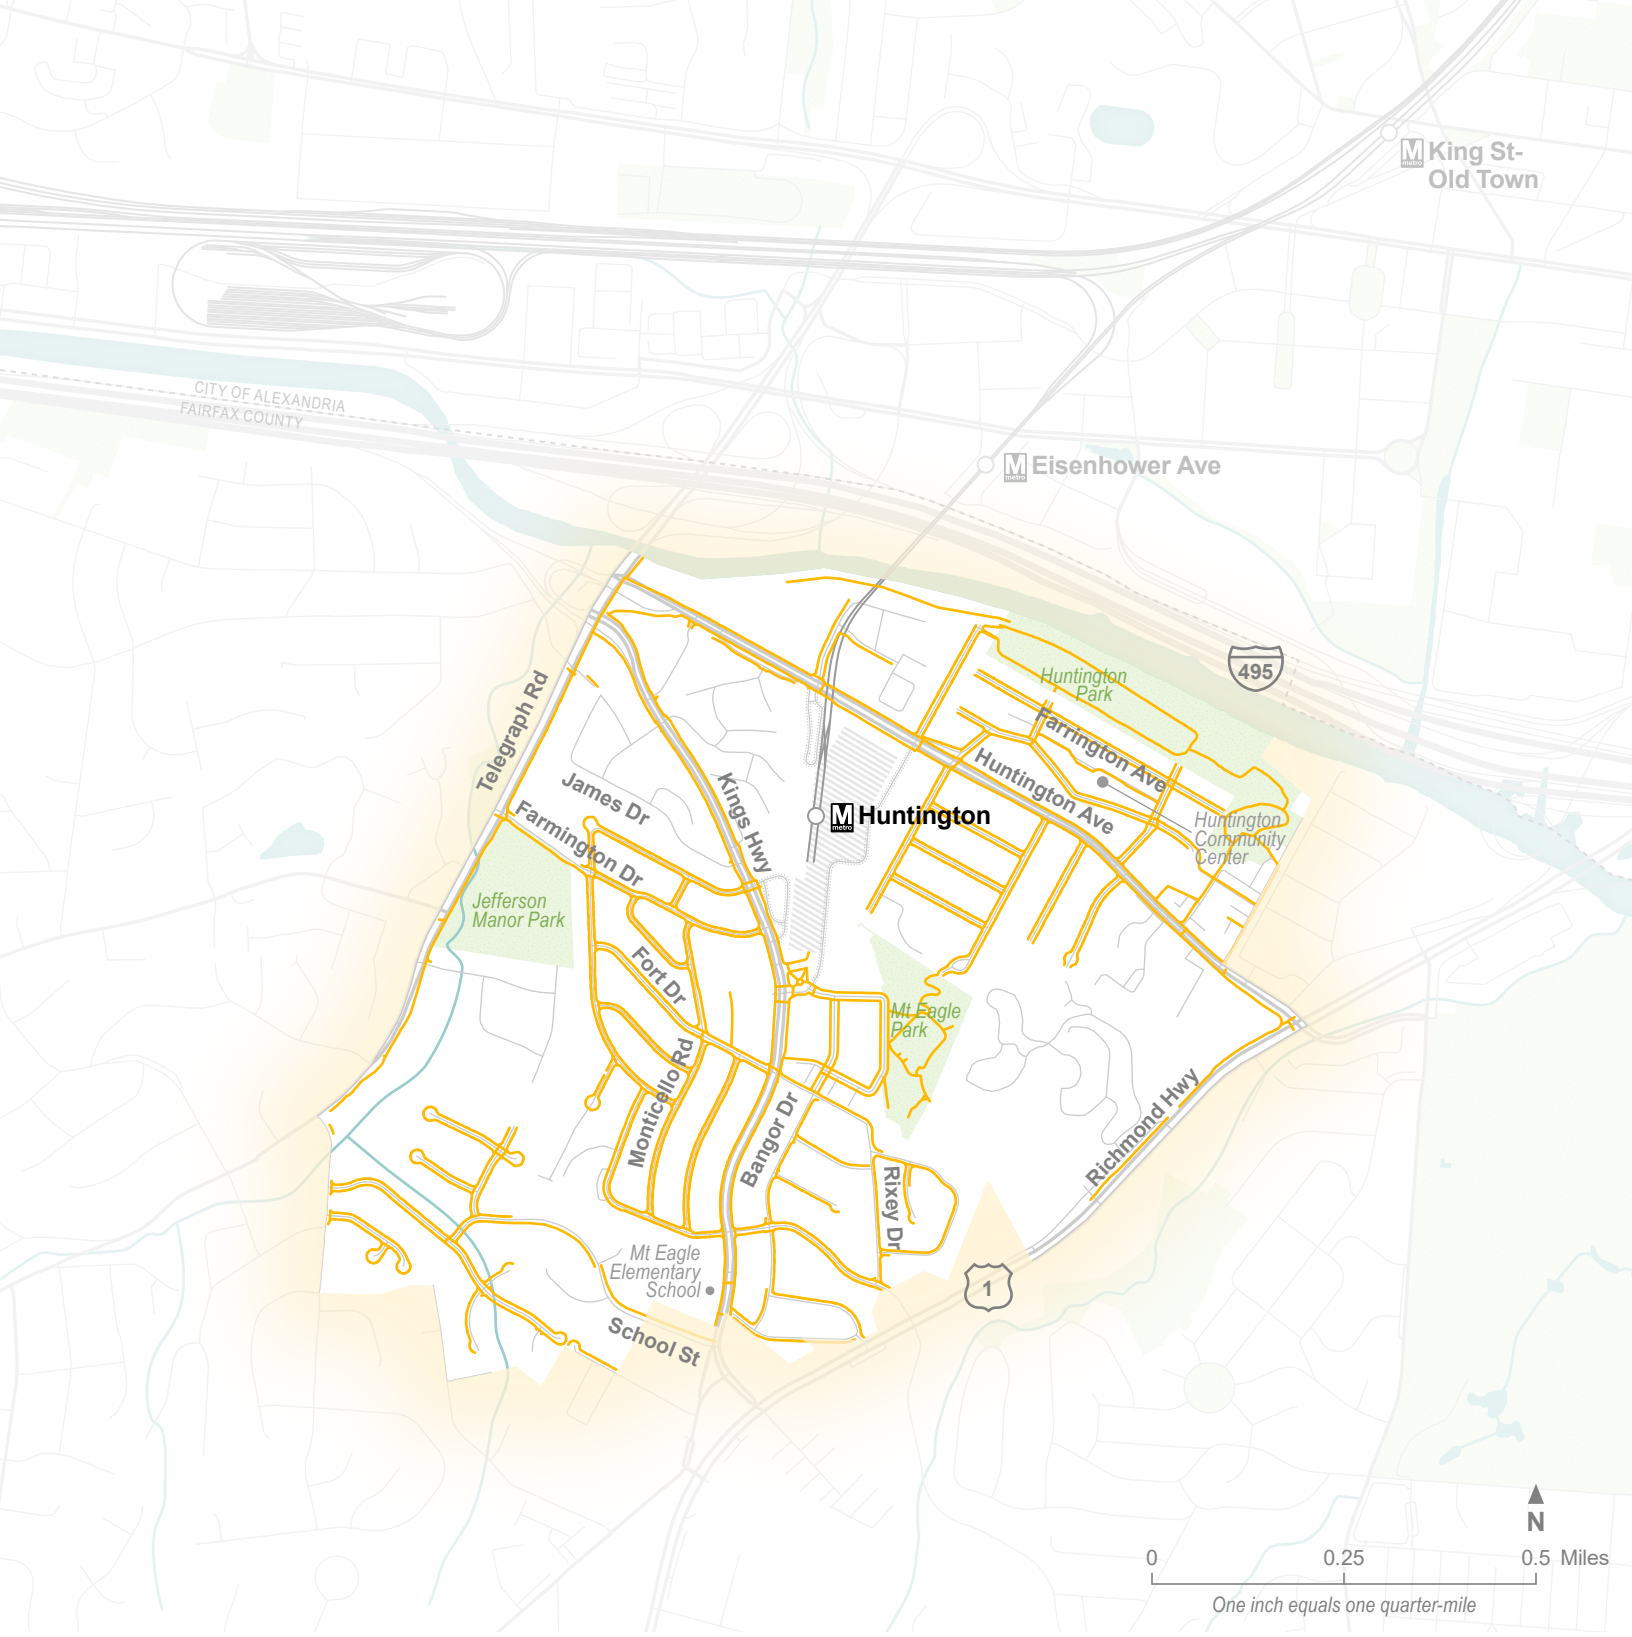 M
metro
King St-
Old Town
CITY OF ALEXANDRIA
FAIRFAX COUNTY
M
metro
Eisenhower Ave
495
Huntington
Park
Telegraph Rd
Farrington Ave
Huntington Ave
James Dr
Kings Hwy
Farmington Dr
M
metro
Huntington
Huntington
Community
Center
Jefferson
Manor Park
Fort Dr
Mt Eagle
Park
Monticello Rd
Bangor Dr
Richmond Hwy
Rixey Dr
Mt Eagle
Elementary
School
1
School St
N
0 0.25 0.5 Miles
One inch equals one quarter-mile